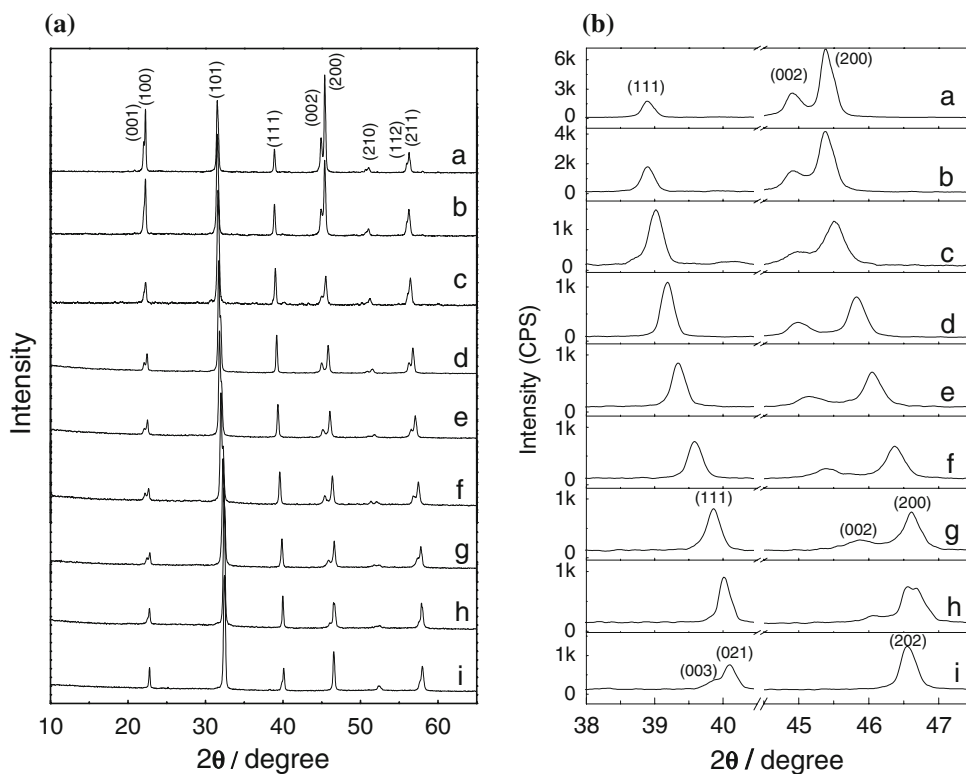 (a)
(001)
(100)
(101)
(111)
(002)
(200)
(210)
(112)
(211)
a
b
c
d
e
f
g
h
i
Intensity
10 20 30 40 50 60
2θ / degree
(b)
6k
3k
0
(111)
(002)
(200)
a
4k
2k
0
b
1k
0
c
1k
0
d
1k
0
e
1k
0
f
1k
0
(111)
(002)
(200)
g
1k
0
h
1k
0
(003)
(021)
(202)
i
Intensity (CPS)
38 39 40 45 46 47
2θ / degree